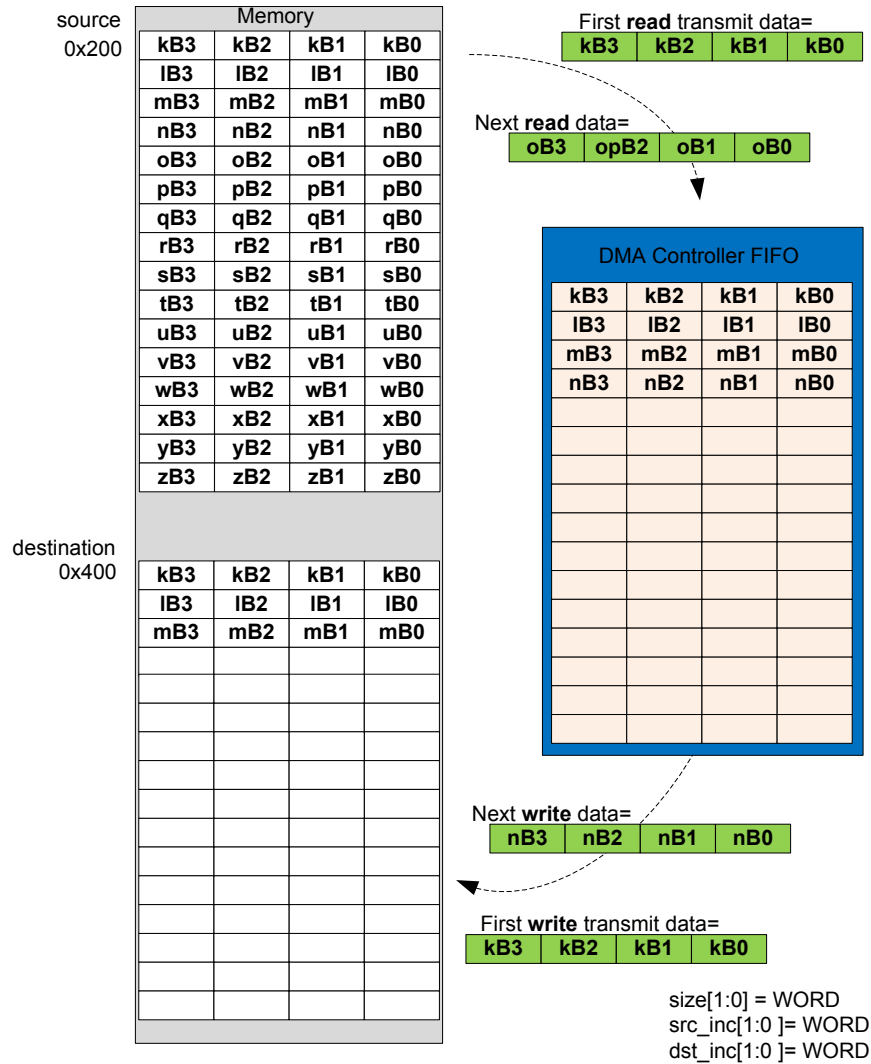 Memory
source
0x200
kB3 kB2 kB1 kB0
lB3 lB2 lB1 lB0
mB3 mB2 mB1 mB0
nB3 nB2 nB1 nB0
oB3 oB2 oB1 oB0
pB3 pB2 pB1 pB0
qB3 qB2 qB1 qB0
rB3 rB2 rB1 rB0
sB3 sB2 sB1 sB0
tB3 tB2 tB1 tB0
uB3 uB2 uB1 uB0
vB3 vB2 vB1 vB0
wB3 wB2 wB1 wB0
xB3 xB2 xB1 xB0
yB3 yB2 yB1 yB0
zB3 zB2 zB1 zB0
destination
0x400
kB3 kB2 kB1 kB0
lB3 lB2 lB1 lB0
mB3 mB2 mB1 mB0
First read transmit data=
kB3 kB2 kB1 kB0
Next read data=
oB3 opB2 oB1 oB0
DMA Controller FIFO
kB3 kB2 kB1 kB0
lB3 lB2 lB1 lB0
mB3 mB2 mB1 mB0
nB3 nB2 nB1 nB0
Next write data=
nB3 nB2 nB1 nB0
First write transmit data=
kB3 kB2 kB1 kB0
size[1:0] = WORD
src_inc[1:0 ]= WORD
dst_inc[1:0 ]= WORD